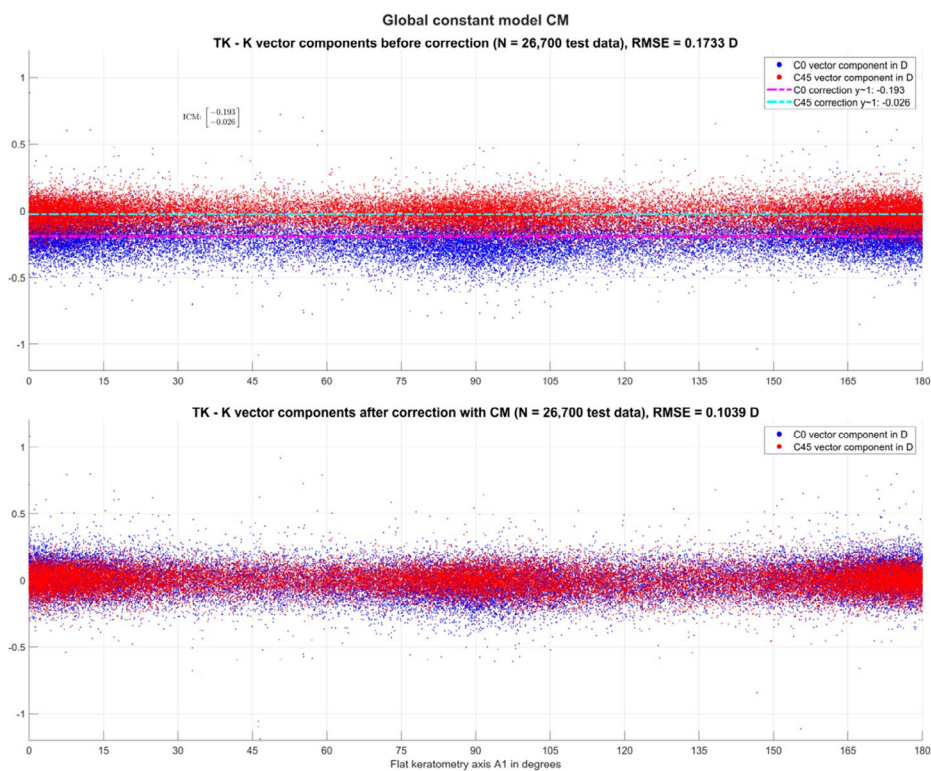 Global constant model CM
TK - K vector components before correction (N = 26,700 test data), RMSE = 0.1733 D
C0 vector component in D
C45 vector component in D
C0 correction y~1: -0.193
C45 correction y~1: -0.026
ICM: [−0.193
−0.026]
1
0.5
0
-0.5
-1
0 15 30 45 60 75 90 105 120 135 150 165 180
TK - K vector components after correction with CM (N = 26,700 test data), RMSE = 0.1039 D
C0 vector component in D
C45 vector component in D
1
0.5
0
-0.5
-1
0 15 30 45 60 75 90 105 120 135 150 165 180
Flat keratometry axis A1 in degrees